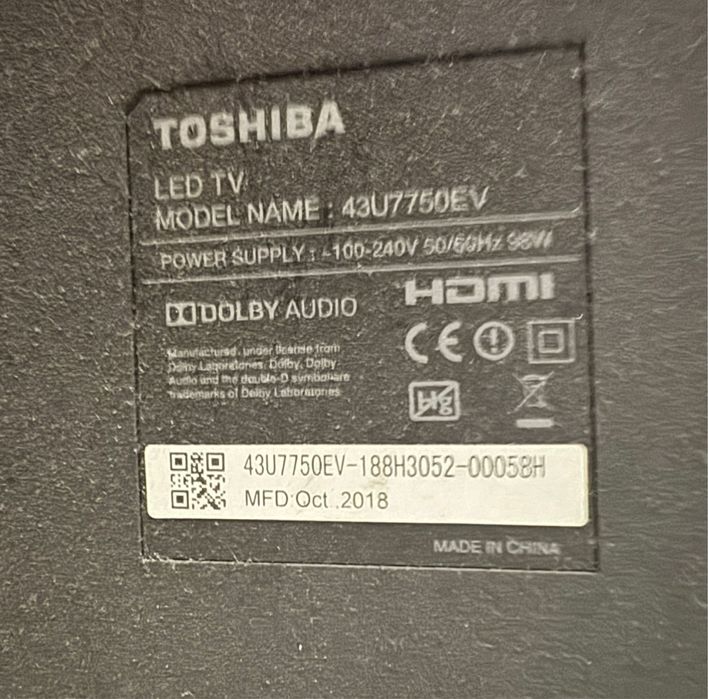 TOSHIBA
LED TV
MODEL NAME : 43U7750EV
POWER SUPPLY : ~100-240V 50/60Hz 98W
DOLBY AUDIO
HDMI
Manufactured under license from
Dolby Laboratories. Dolby, Dolby
Audio and the double-D symbol are
trademarks of Dolby Laboratories
CE
Hg
43U7750EV-188H3052-00058H
MFD:Oct .,2018
MADE IN CHINA